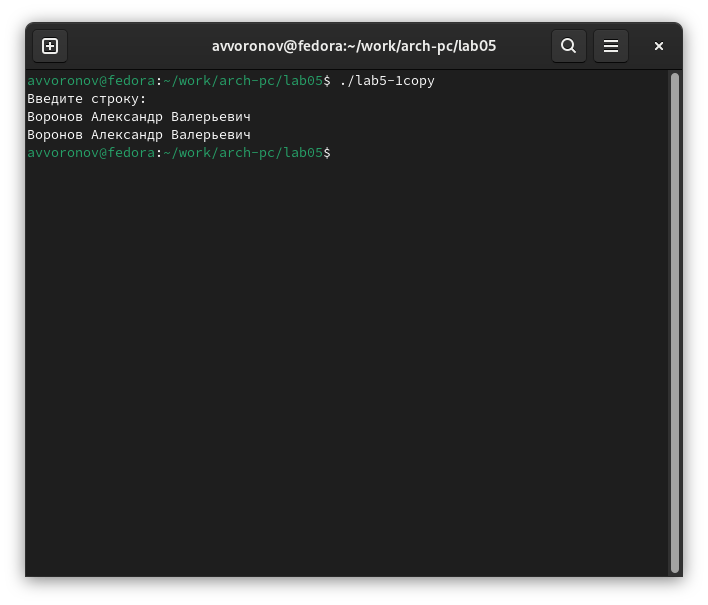 avvoronov@fedora:~/work/arch-pc/lab05
avvoronov@fedora:~/work/arch-pc/lab05$ ./lab5-1copy
Введите строку:
Воронов Александр Валерьевич
Воронов Александр Валерьевич
avvoronov@fedora:~/work/arch-pc/lab05$